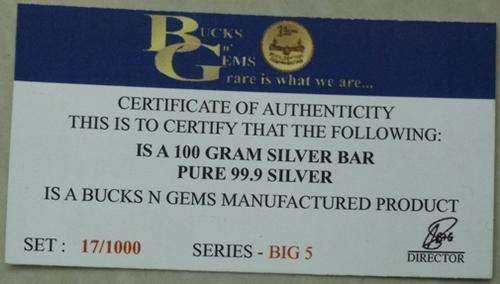 BUCKS
n'
GEMS
rare is what we are...
CERTIFICATE OF AUTHENTICITY
THIS IS TO CERTIFY THAT THE FOLLOWING:
IS A 100 GRAM SILVER BAR
PURE 99.9 SILVER
IS A BUCKS N GEMS MANUFACTURED PRODUCT
SET : 17/1000 SERIES - BIG 5
DIRECTOR